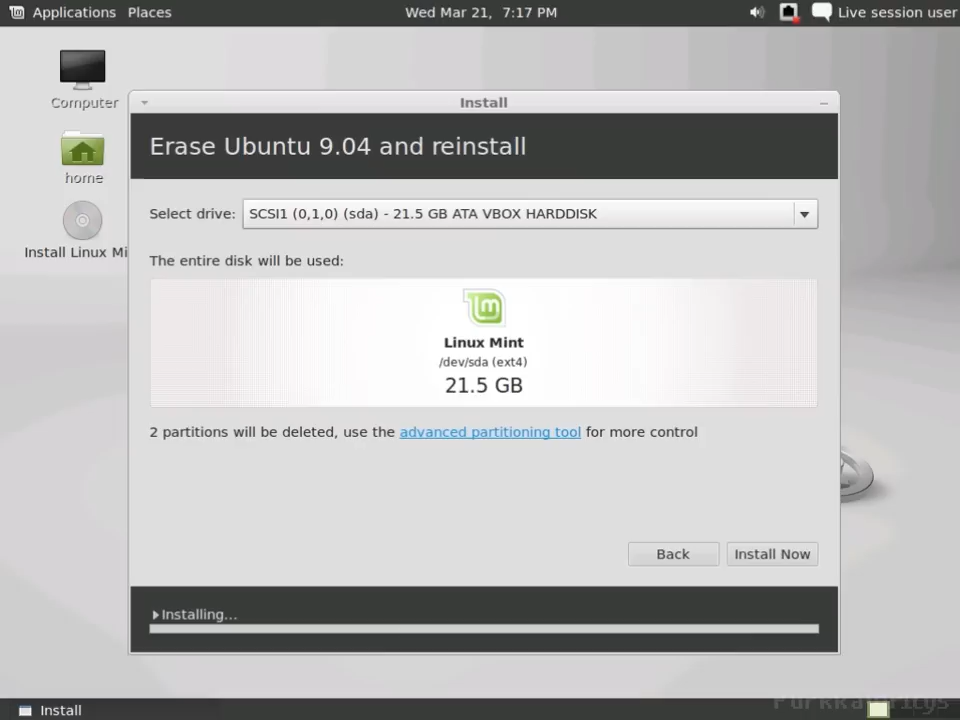 Applications Places Wed Mar 21, 7:17 PM Live session user
Computer
home
Install Linux Mi
Install
Erase Ubuntu 9.04 and reinstall
Select drive: SCSI1 (0,1,0) (sda) - 21.5 GB ATA VBOX HARDDISK
The entire disk will be used:
Linux Mint
/dev/sda (ext4)
21.5 GB
2 partitions will be deleted, use the advanced partitioning tool for more control
Back Install Now
Installing...
Install